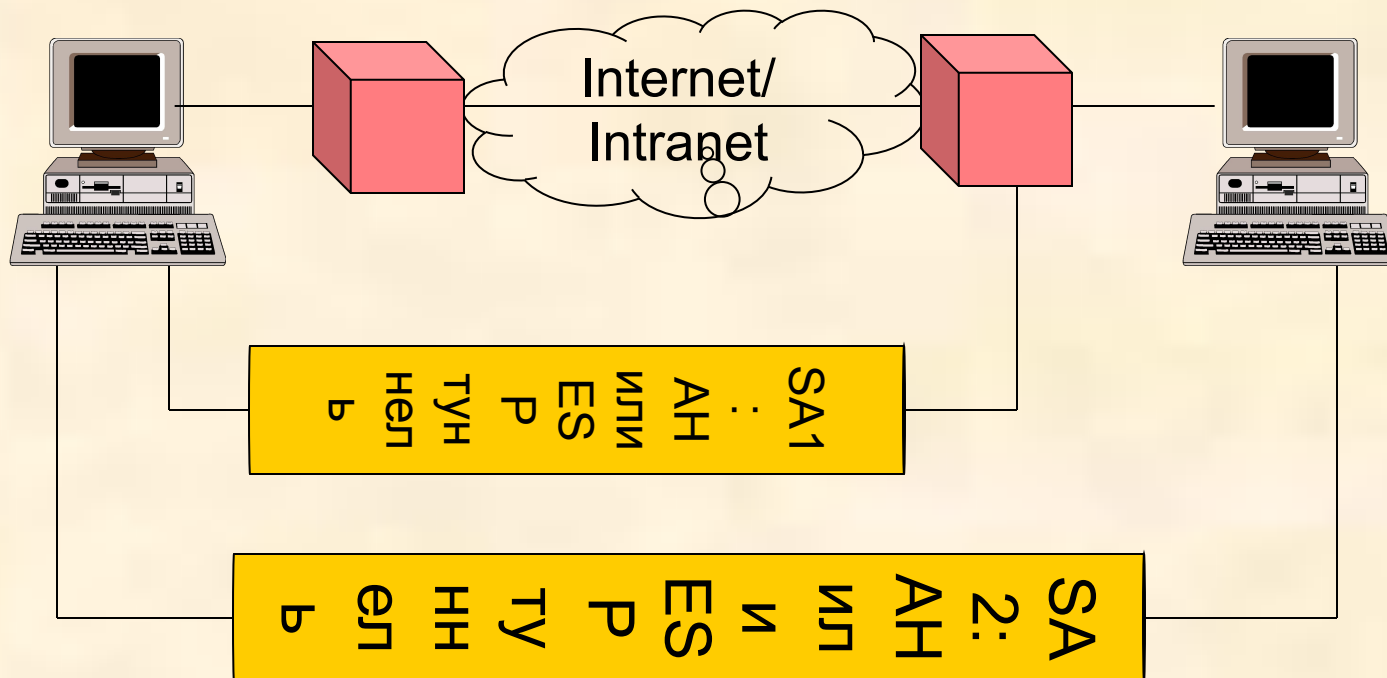 Internet/
Intranet
SA1
:
AH
или
ES
P
тун
нел
ь
SA
2:
AH
ил
и
ES
P
ту
нн
ел
ь